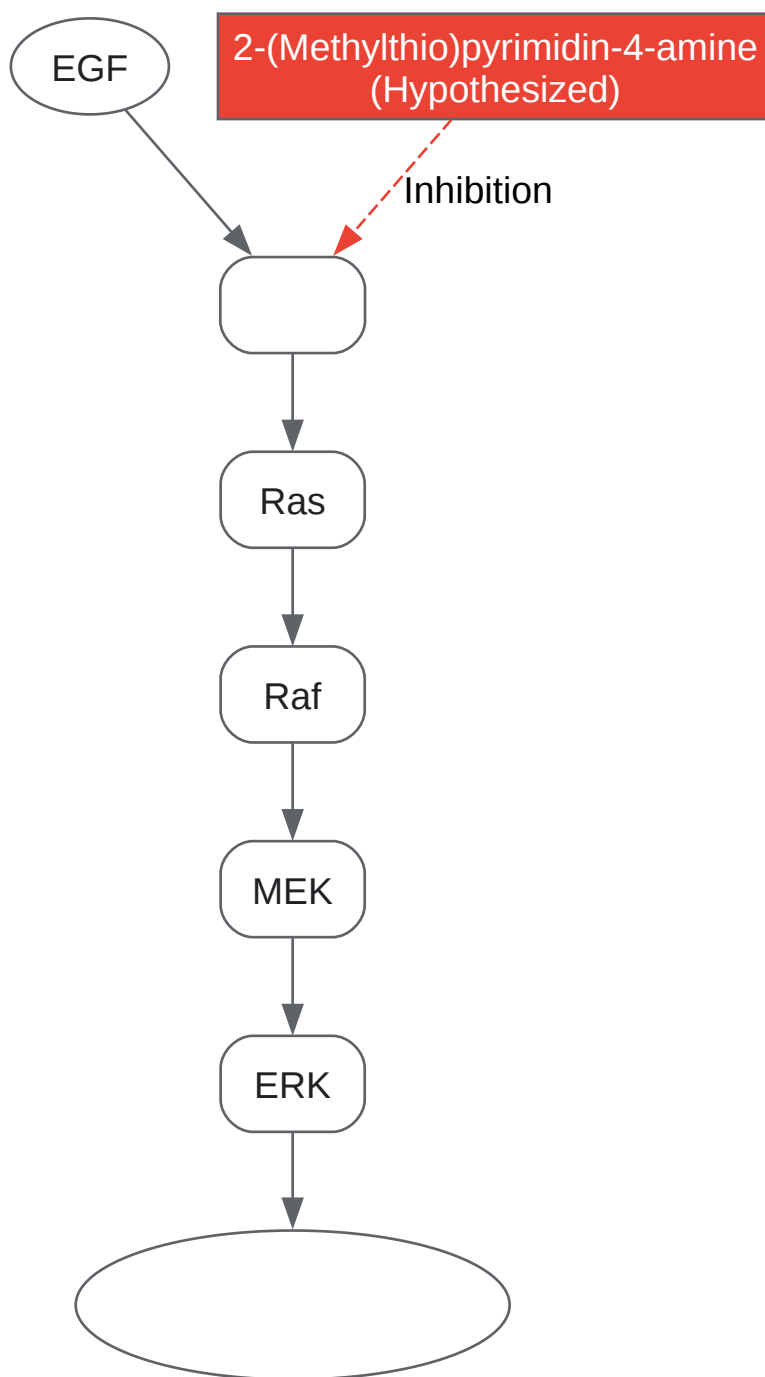 EGF
2-(Methylthio)pyrimidin-4-amine
(Hypothesized)
Inhibition
Ras
Raf
MEK
ERK